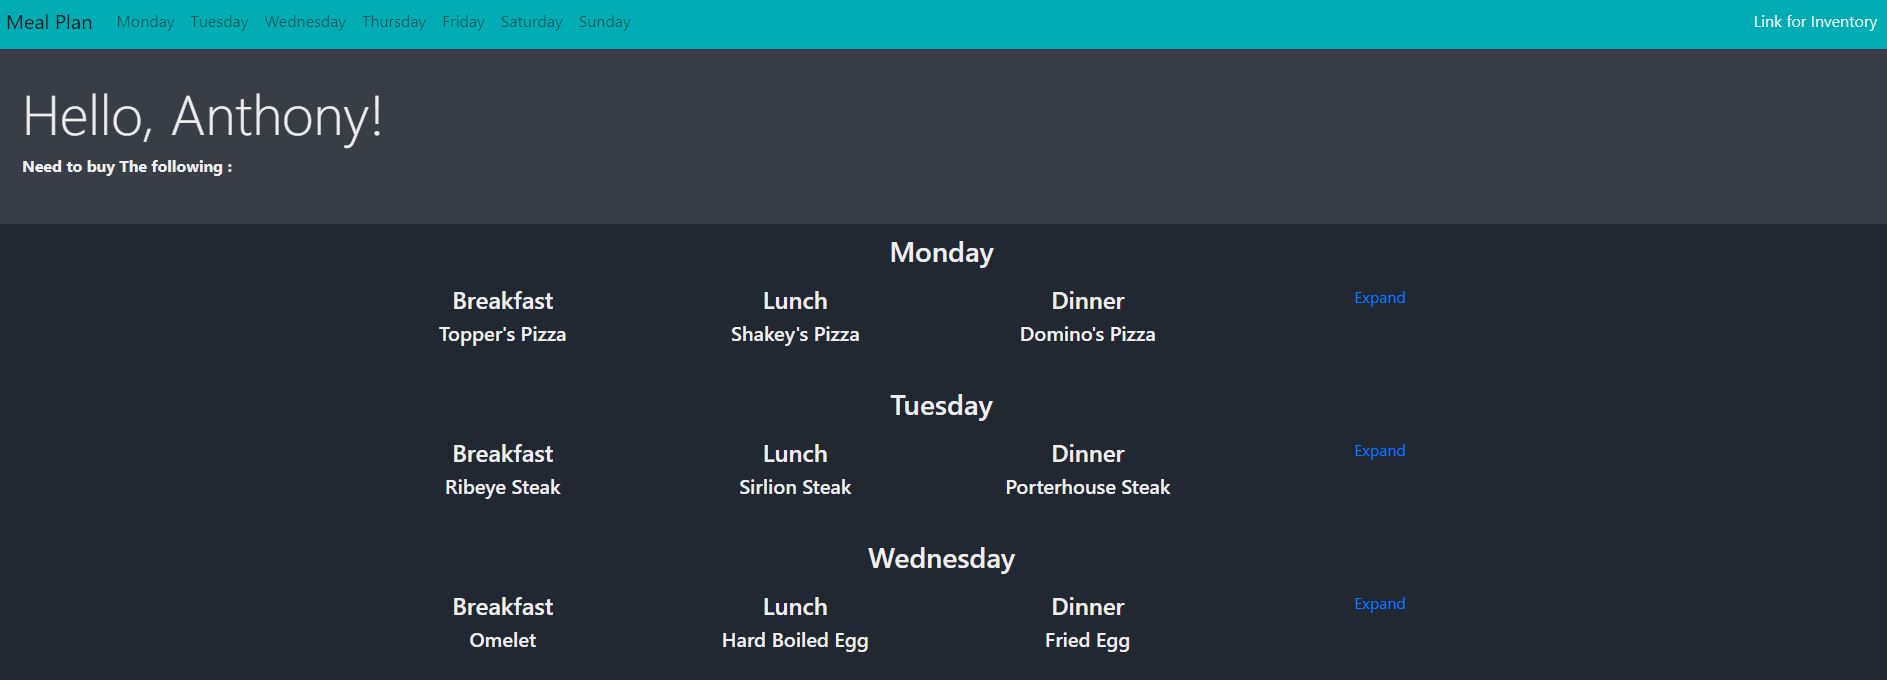 Meal Plan Monday Tuesday Wednesday Thursday Friday Saturday Sunday Link for Inventory
Hello, Anthony!
Need to buy The following :
Monday
Breakfast Lunch Dinner Expand
Topper's Pizza Shakey's Pizza Domino's Pizza
Tuesday
Breakfast Lunch Dinner Expand
Ribeye Steak Sirlion Steak Porterhouse Steak
Wednesday
Breakfast Lunch Dinner Expand
Omelet Hard Boiled Egg Fried Egg